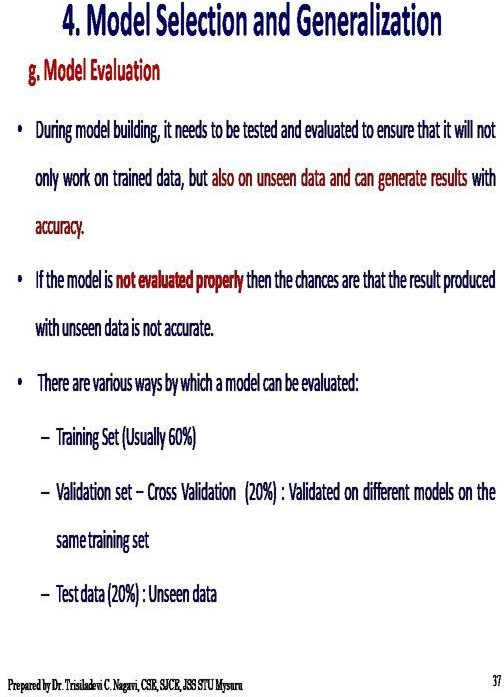 4. Model Selection and Generalization
g. Model Evaluation
• During model building, it needs to be tested and evaluated to ensure that it will not
only work on trained data, but also on unseen data and can generate results with
accuracy.
• If the model is not evaluated properly then the chances are that the result produced
with unseen data is not accurate.
• There are various ways by which a model can be evaluated:
– Training Set (Usually 60%)
– Validation set – Cross Validation (20%) : Validated on different models on the
same training set
– Test data (20%) : Unseen data
Prepared by Dr. Trisiladevi C. Nagavi, CSE, SJCE, JSS STU Mysuru
37